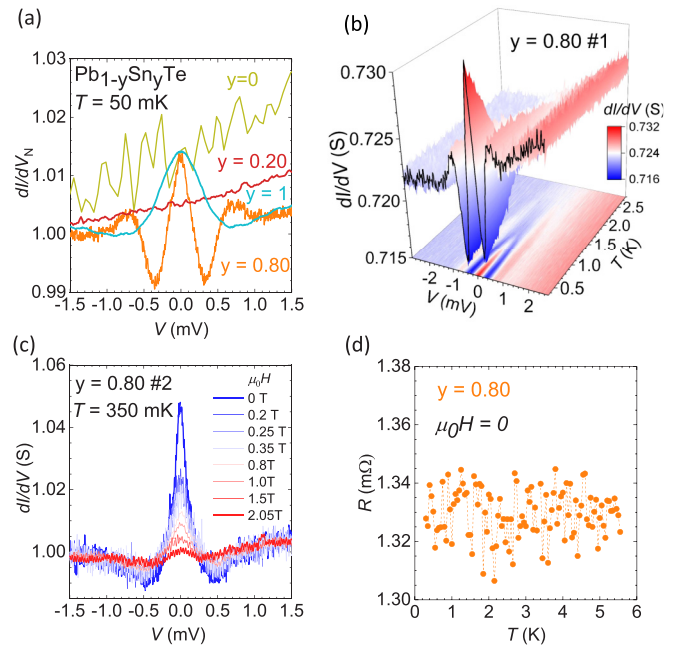 (a)
1.03
1.02
1.01
1.00
0.99
dI/dV_N
Pb1-ySnyTe
T = 50 mK
y=0
y = 0.20
y = 1
y = 0.80
-1.5 -1.0 -0.5 0.0 0.5 1.0 1.5
V (mV)
(b)
y = 0.80 #1
0.730
0.725
0.720
0.715
dI/dV (S)
dI/dV (S)
0.732
0.724
0.716
-2 -1 0 1 2
V (mV)
0.5 1.0 1.5 2.0 2.5
T (K)
(c)
1.06
1.04
1.02
1.00
dI/dV (S)
y = 0.80 #2
T = 350 mK
μ0H
0 T
0.2 T
0.25 T
0.35 T
0.8T
1.0T
1.5T
2.05T
-1.5 -1.0 -0.5 0.0 0.5 1.0 1.5
V (mV)
(d)
1.38
1.36
1.34
1.32
1.30
R (mΩ)
y = 0.80
μ0H = 0
0 1 2 3 4 5 6
T (K)